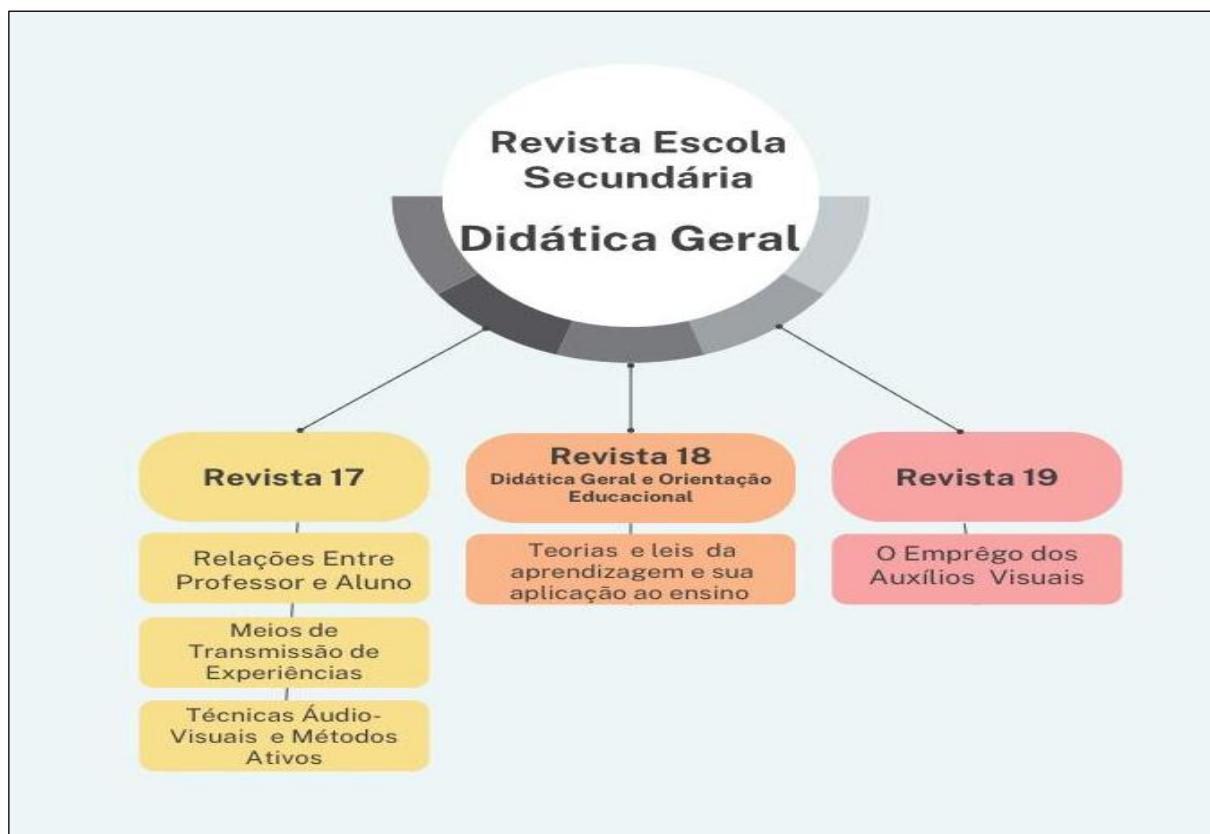 Revista Escola
Secundária
Didática Geral
Revista 17
Relações Entre
Professor e Aluno
Meios de
Transmissão de
Experiências
Técnicas Áudio-
Visuais e Métodos
Ativos
Revista 18
Didática Geral e Orientação
Educacional
Teorias e leis da
aprendizagem e sua
aplicação ao ensino
Revista 19
O Emprêgo dos
Auxílios Visuais